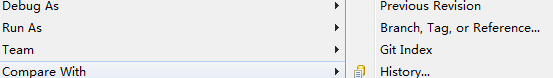 Debug As
Run As
Team
Compare With
Previous Revision
Branch, Tag, or Reference...
Git Index
History...